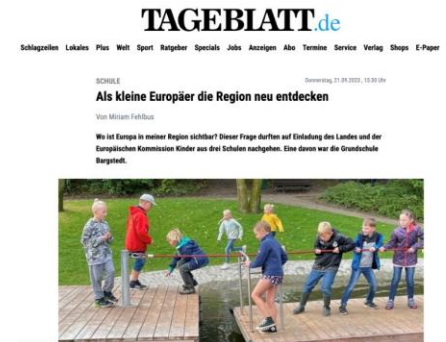 TAGEBLATT.de
Schlagzeilen Lokales Plus Welt Sport Ratgeber Specials Jobs Anzeigen Abo Termine Service Verlag Shops E-Paper
SCHULE
Donnerstag, 21.09.2023, 15:30 Uhr
Als kleine Europäer die Region neu entdecken
Von Miriam Fehlbus
Wo ist Europa in meiner Region sichtbar? Dieser Frage durften auf Einladung des Landes und der
Europäischen Kommission Kinder aus drei Schulen nachgehen. Eine davon war die Grundschule
Bargstedt.